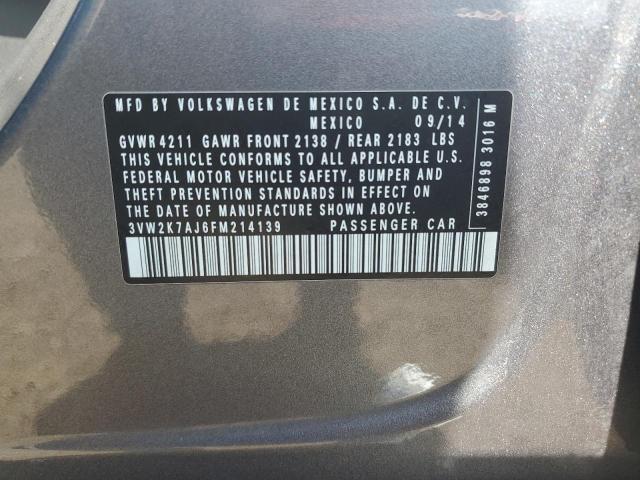 MFD BY VOLKSWAGEN DE MEXICO S.A. DE C.V.
MEXICO 09/14
GVWR 4211 GAWR FRONT 2138 / REAR 2183 LBS
THIS VEHICLE CONFORMS TO ALL APPLICABLE U.S.
FEDERAL MOTOR VEHICLE SAFETY, BUMPER AND
THEFT PREVENTION STANDARDS IN EFFECT ON
THE DATE OF MANUFACTURE SHOWN ABOVE.
3VW2K7AJ6FM214139 PASSENGER CAR
3846898 3016 M